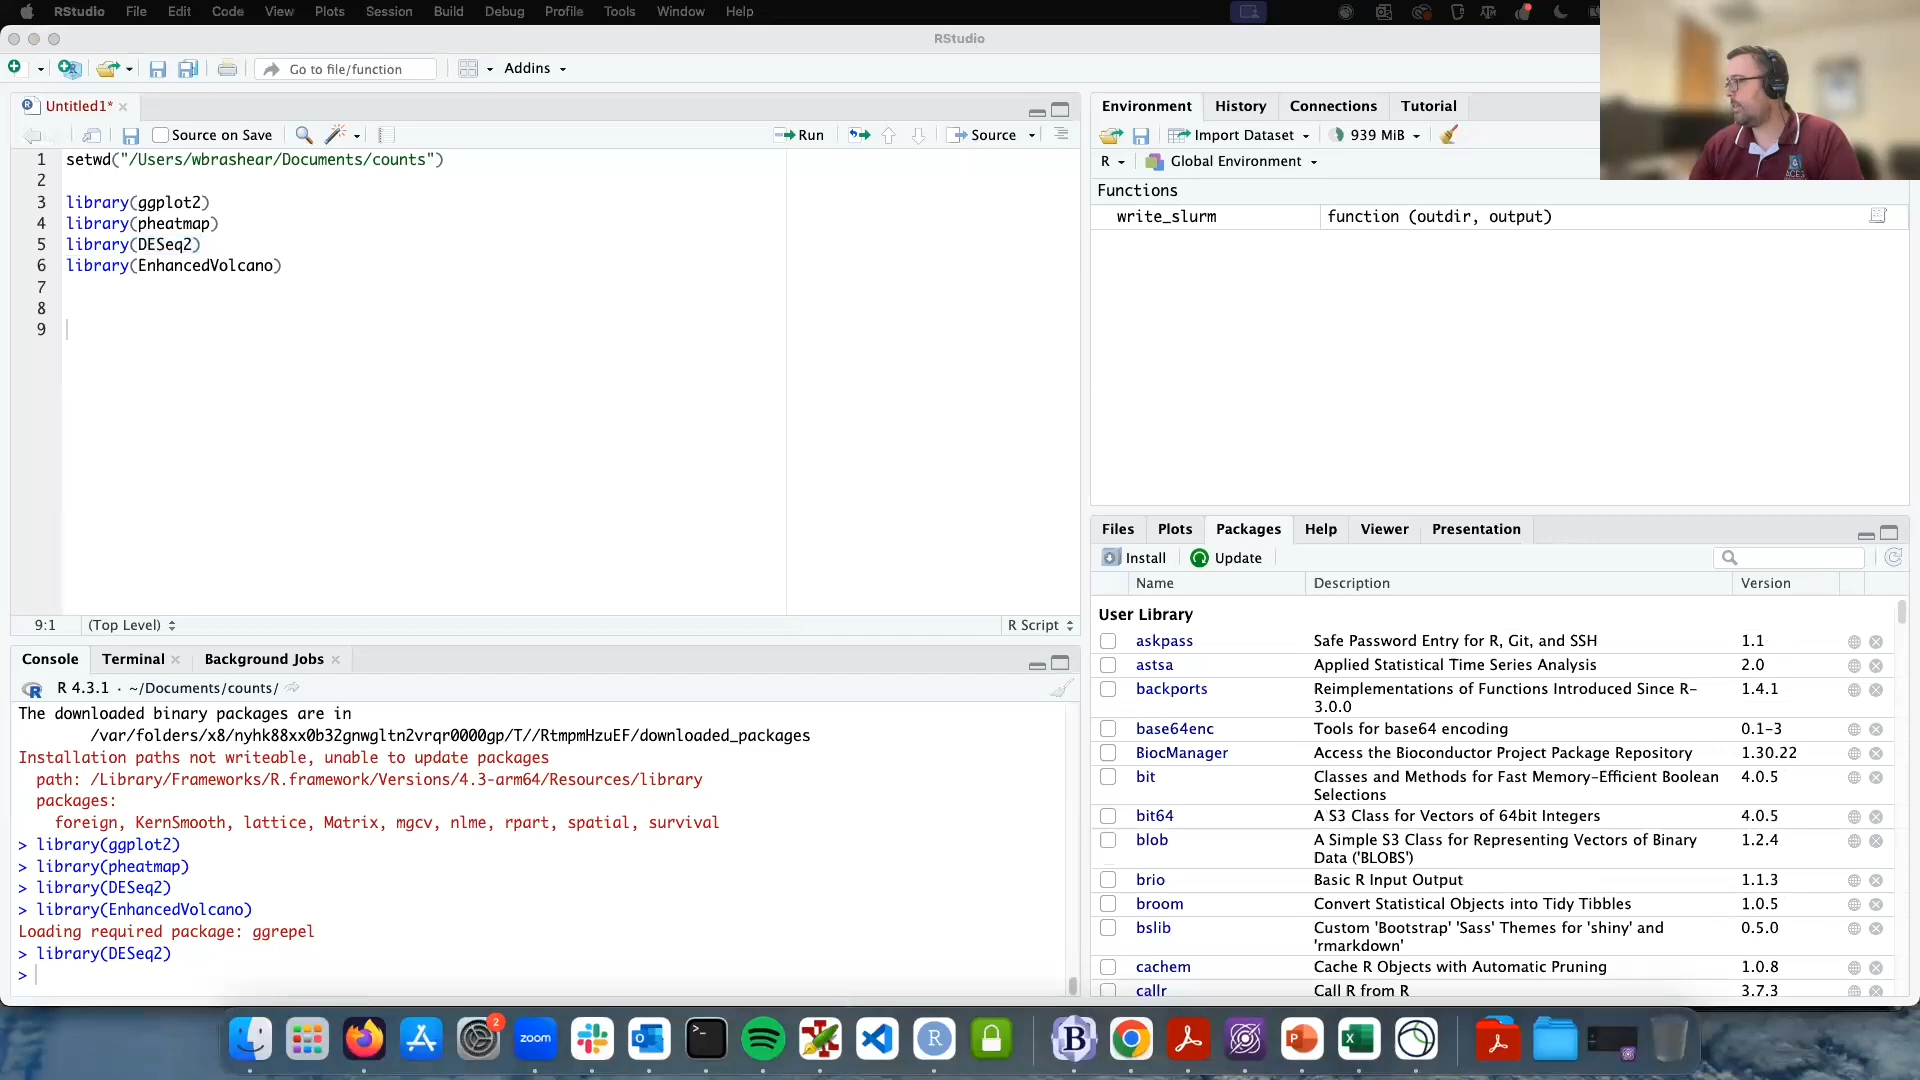 RStudio File Edit Code View Plots Session Build Debug Profile Tools Window Help
RStudio
Go to file/function Addins
Untitled1*
Source on Save Run Source
1 setwd("/Users/wbrashear/Documents/counts")
2
3 library(ggplot2)
4 library(pheatmap)
5 library(DESeq2)
6 library(EnhancedVolcano)
7
8
9
9:1 (Top Level) R Script
Console Terminal Background Jobs
R 4.3.1 · ~/Documents/counts/
The downloaded binary packages are in
/var/folders/x8/nyhk88xx0b32gnwgltn2vrqr0000gp/T//RtmpmHzuEF/downloaded_packages
Installation paths not writeable, unable to update packages
path: /Library/Frameworks/R.framework/Versions/4.3-arm64/Resources/library
packages:
foreign, KernSmooth, lattice, Matrix, mgcv, nlme, rpart, spatial, survival
> library(ggplot2)
> library(pheatmap)
> library(DESeq2)
> library(EnhancedVolcano)
Loading required package: ggrepel
> library(DESeq2)
>
Environment History Connections Tutorial
Import Dataset 939 MiB
R Global Environment
Functions
write_slurm function (outdir, output)
Files Plots Packages Help Viewer Presentation
Install Update
Name Description Version
User Library
askpass Safe Password Entry for R, Git, and SSH 1.1
astsa Applied Statistical Time Series Analysis 2.0
backports Reimplementations of Functions Introduced Since R-
3.0.0 1.4.1
base64enc Tools for base64 encoding 0.1-3
BiocManager Access the Bioconductor Project Package Repository 1.30.22
bit Classes and Methods for Fast Memory-Efficient Boolean
Selections 4.0.5
bit64 A S3 Class for Vectors of 64bit Integers 4.0.5
blob A Simple S3 Class for Representing Vectors of Binary
Data ('BLOBS') 1.2.4
brio Basic R Input Output 1.1.3
broom Convert Statistical Objects into Tidy Tibbles 1.0.5
bslib Custom 'Bootstrap' 'Sass' Themes for 'shiny' and
'rmarkdown' 0.5.0
cachem Cache R Objects with Automatic Pruning 1.0.8
callr Call R from R 3.7.3
ACES
2
zoom